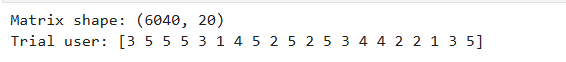 Matrix shape: (6040, 20)
Trial user: [3 5 5 5 3 1 4 5 2 5 2 5 3 4 4 2 2 1 3 5]